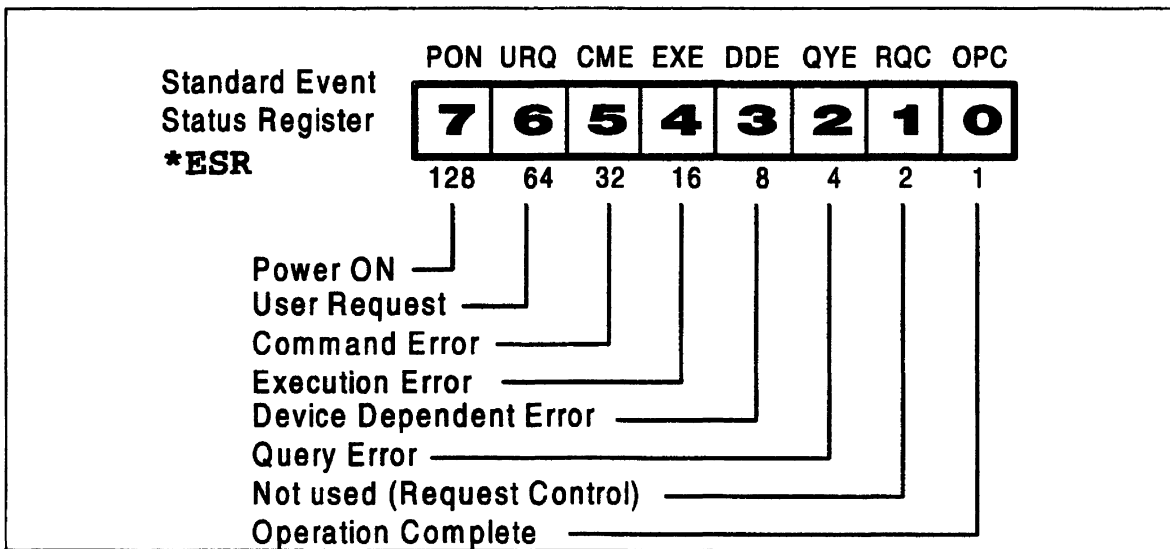 PON URQ CME EXE DDE QYE RQC OPC
Standard Event
Status Register
*ESR
7 6 5 4 3 2 1 0
128 64 32 16 8 4 2 1
Power ON
User Request
Command Error
Execution Error
Device Dependent Error
Query Error
Not used (Request Control)
Operation Complete